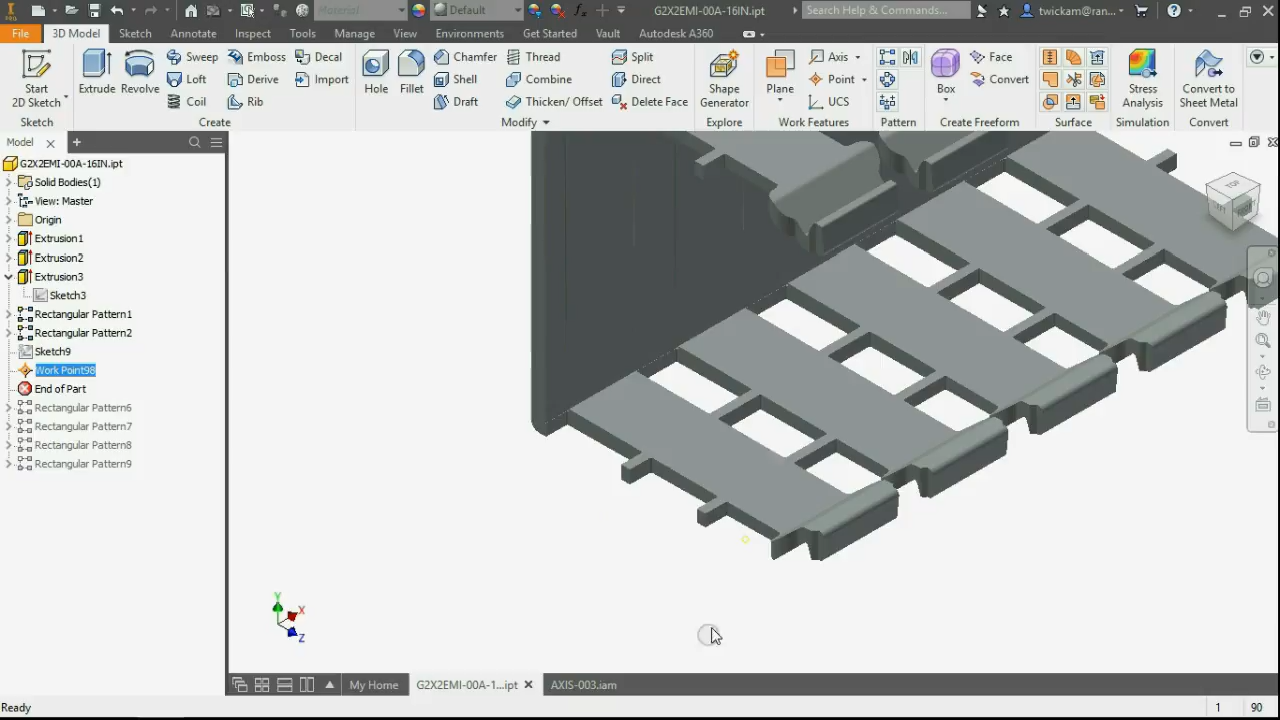 Material
Default
G2X2EMI-00A-16IN.ipt
Search Help & Commands...
twickam@ran...
PRO
File
3D Model
Sketch
Annotate
Inspect
Tools
Manage
View
Environments
Get Started
Vault
Autodesk A360
Start
2D Sketch
Sketch
Extrude
Revolve
Sweep
Emboss
Decal
Loft
Derive
Import
Coil
Rib
Create
Hole
Fillet
Chamfer
Thread
Split
Shell
Combine
Direct
Draft
Thicken/ Offset
Delete Face
Modify
Shape
Generator
Explore
Plane
Axis
Point
UCS
Work Features
Pattern
Box
Face
Convert
Create Freeform
Surface
Stress
Analysis
Simulation
Convert to
Sheet Metal
Convert
Model
G2X2EMI-00A-16IN.ipt
Solid Bodies(1)
View: Master
Origin
Extrusion1
Extrusion2
Extrusion3
Sketch3
Rectangular Pattern1
Rectangular Pattern2
Sketch9
Work Point98
End of Part
Rectangular Pattern6
Rectangular Pattern7
Rectangular Pattern8
Rectangular Pattern9
TOP
Y
X
Z
My Home
G2X2EMI-00A-1...ipt
AXIS-003.iam
Ready
1
90